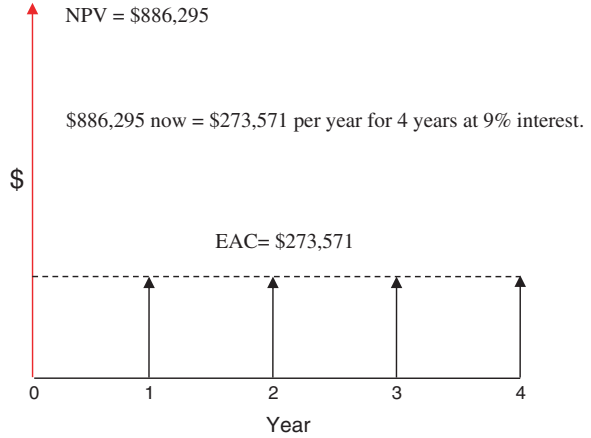 NPV = $886,295
$886,295 now = $273,571 per year for 4 years at 9% interest.
$
EAC= $273,571
0 1 2 3 4
Year